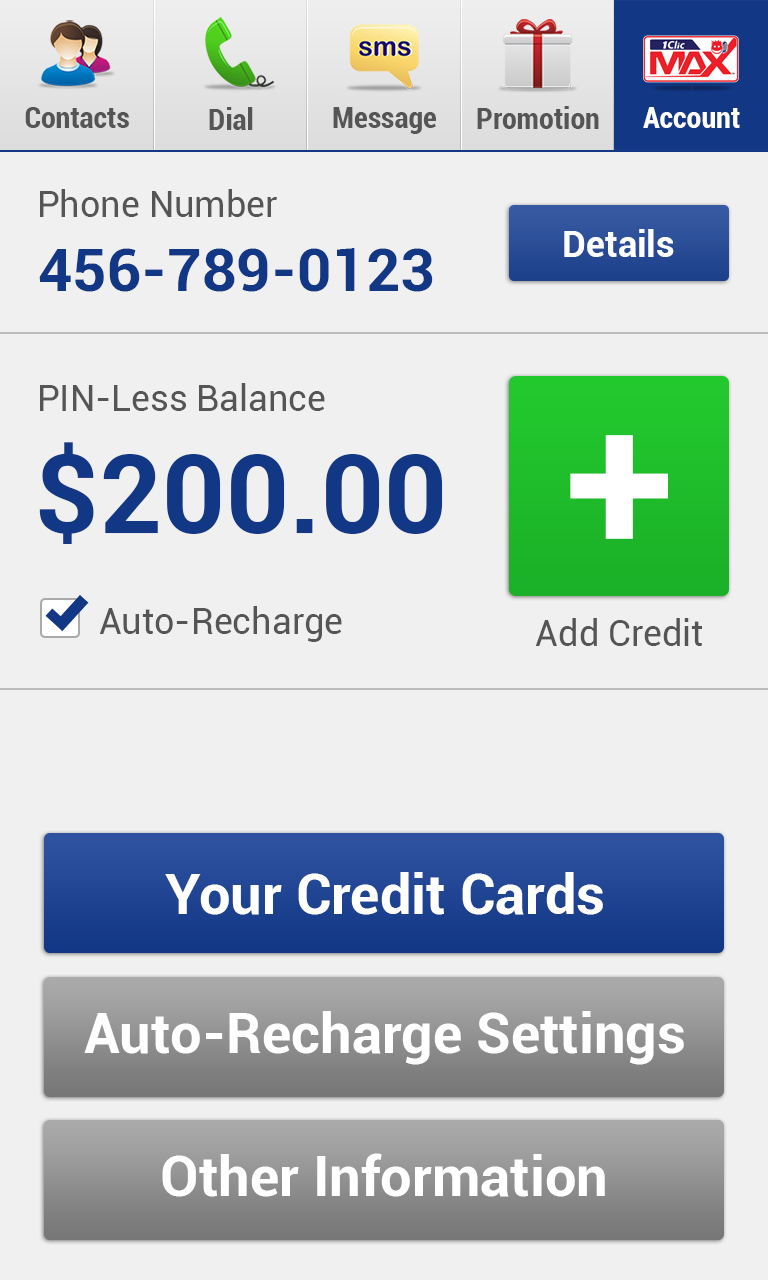 sms
1Clic
MAX
Contacts
Dial
Message
Promotion
Account
Phone Number
456-789-0123
Details
PIN-Less Balance
$200.00
Auto-Recharge
Add Credit
Your Credit Cards
Auto-Recharge Settings
Other Information